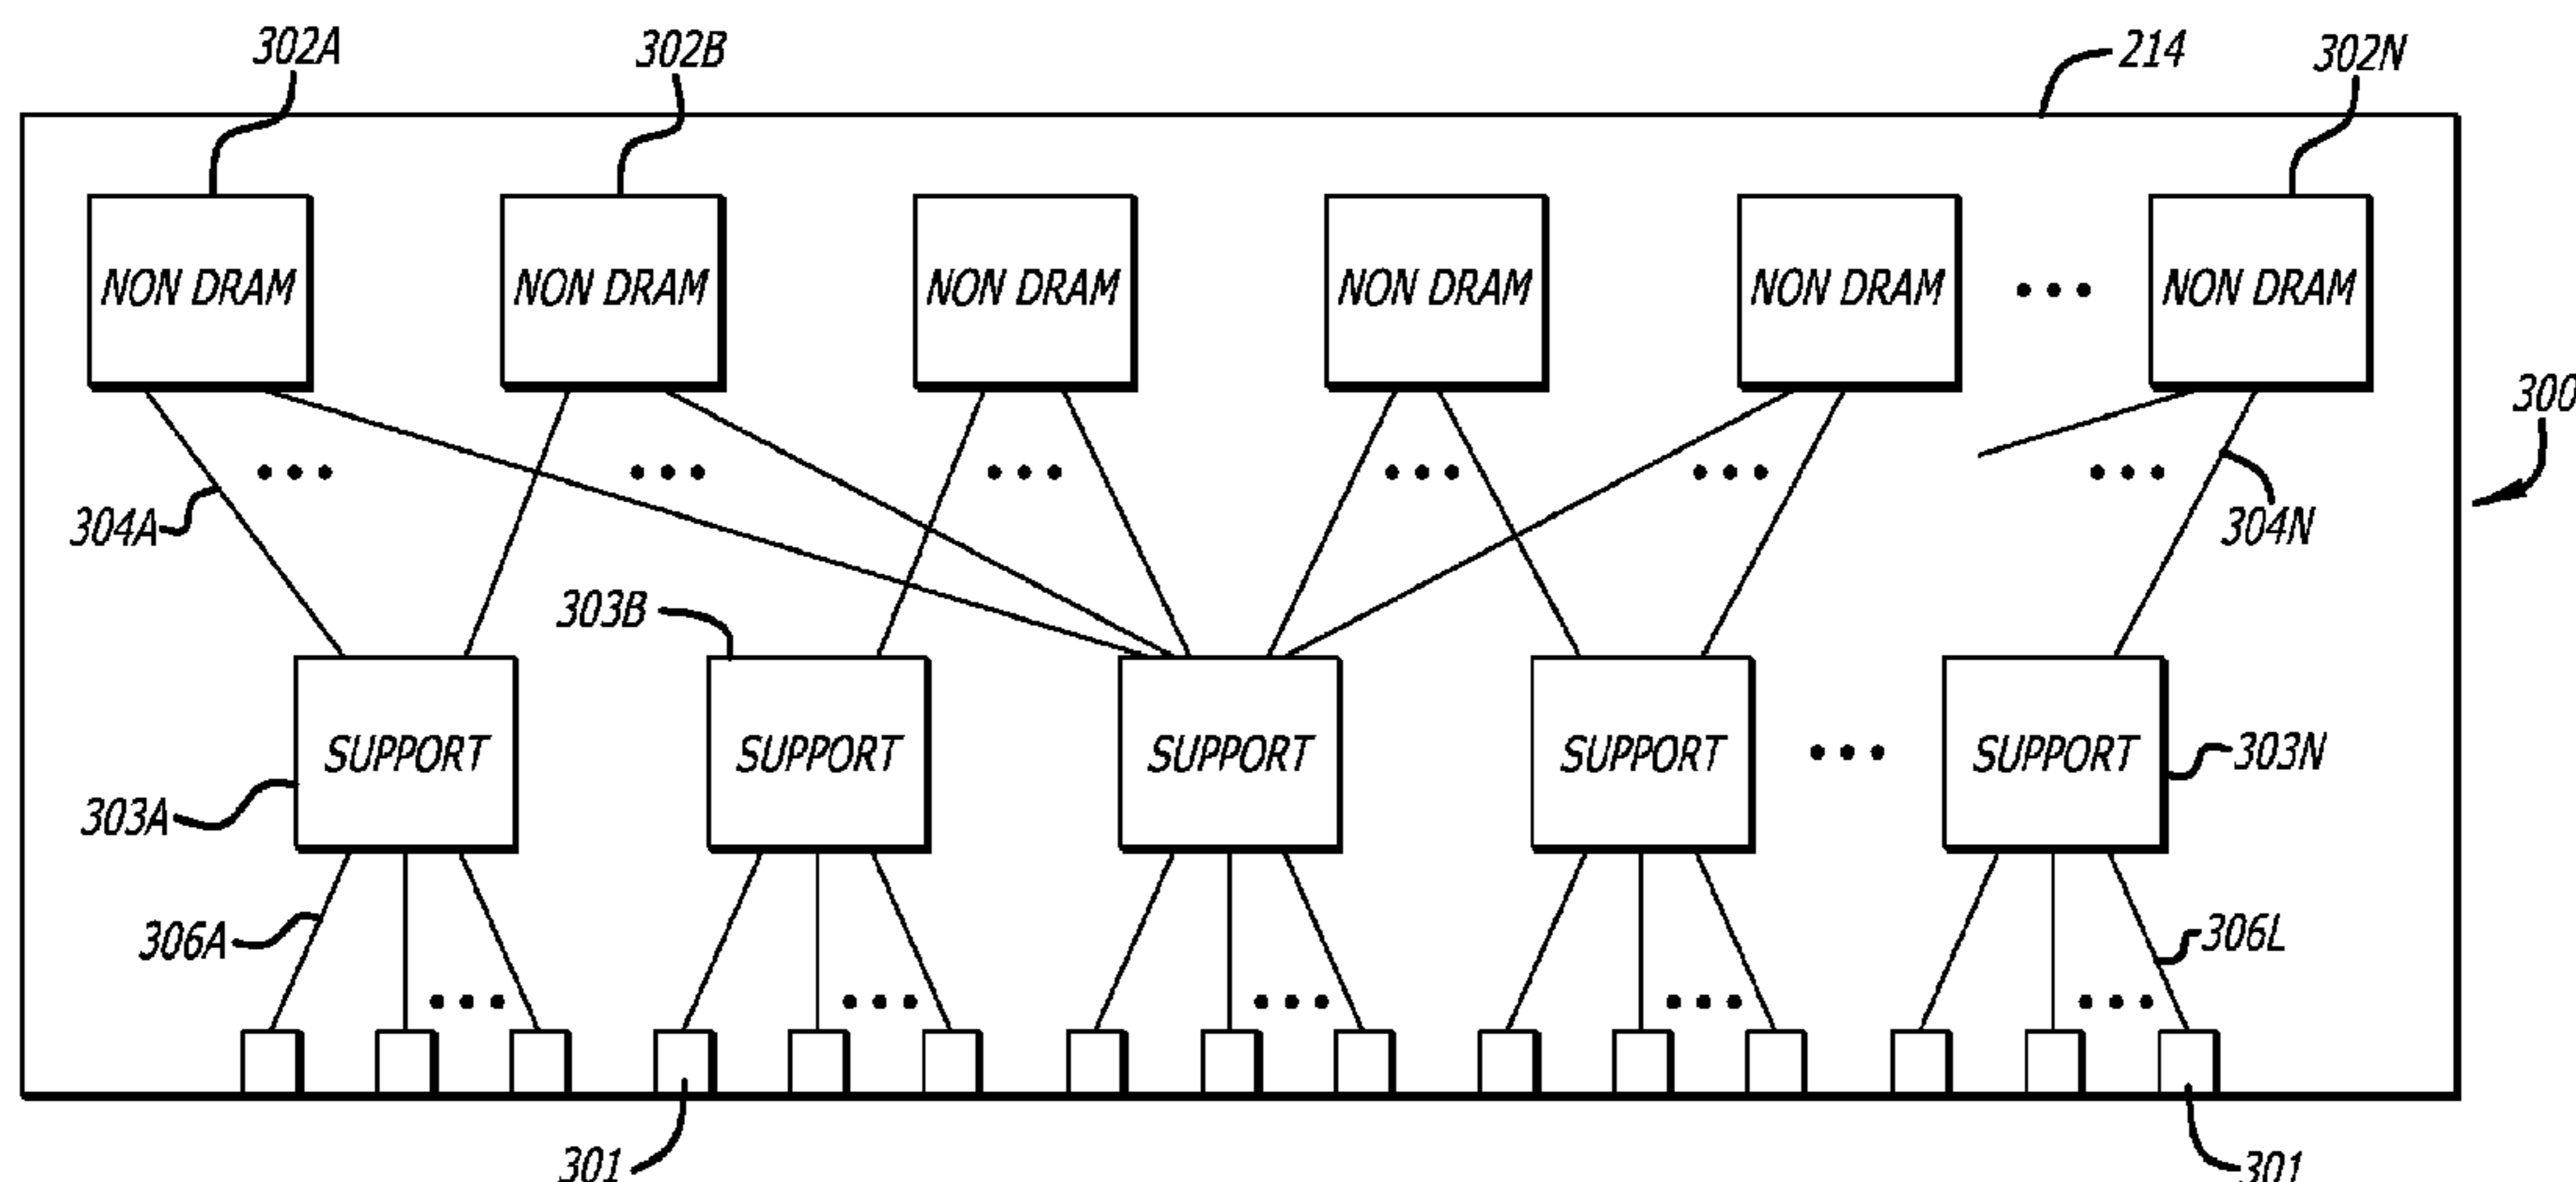 302A 302B 214 302N
NON DRAM NON DRAM NON DRAM NON DRAM NON DRAM ••• NON DRAM
300
••• ••• ••• ••• ••• •••
304A 304N
303B
SUPPORT SUPPORT SUPPORT SUPPORT ••• SUPPORT
303N
303A
306A 306L
••• ••• ••• ••• •••
301 301